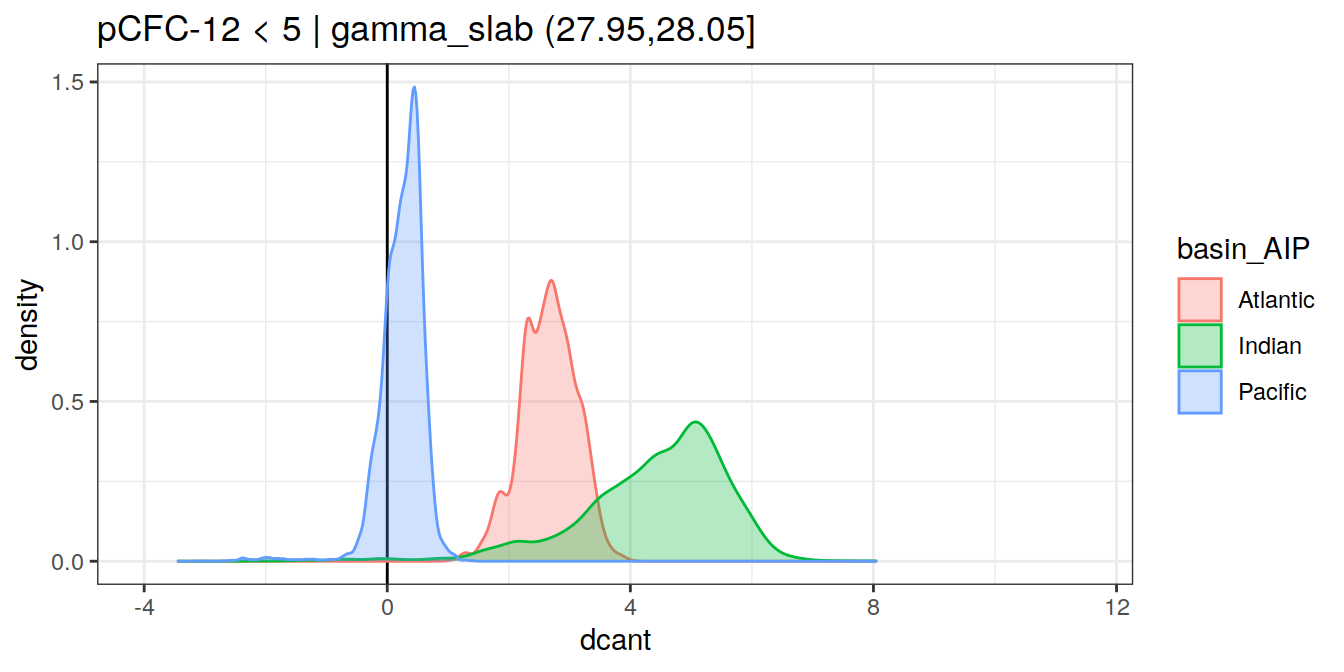 pCFC-12 < 5 | gamma_slab (27.95,28.05]
1.5
1.0
0.5
0.0
density
-4
0
4
8
12
dcant
basin_AIP
Atlantic
Indian
Pacific